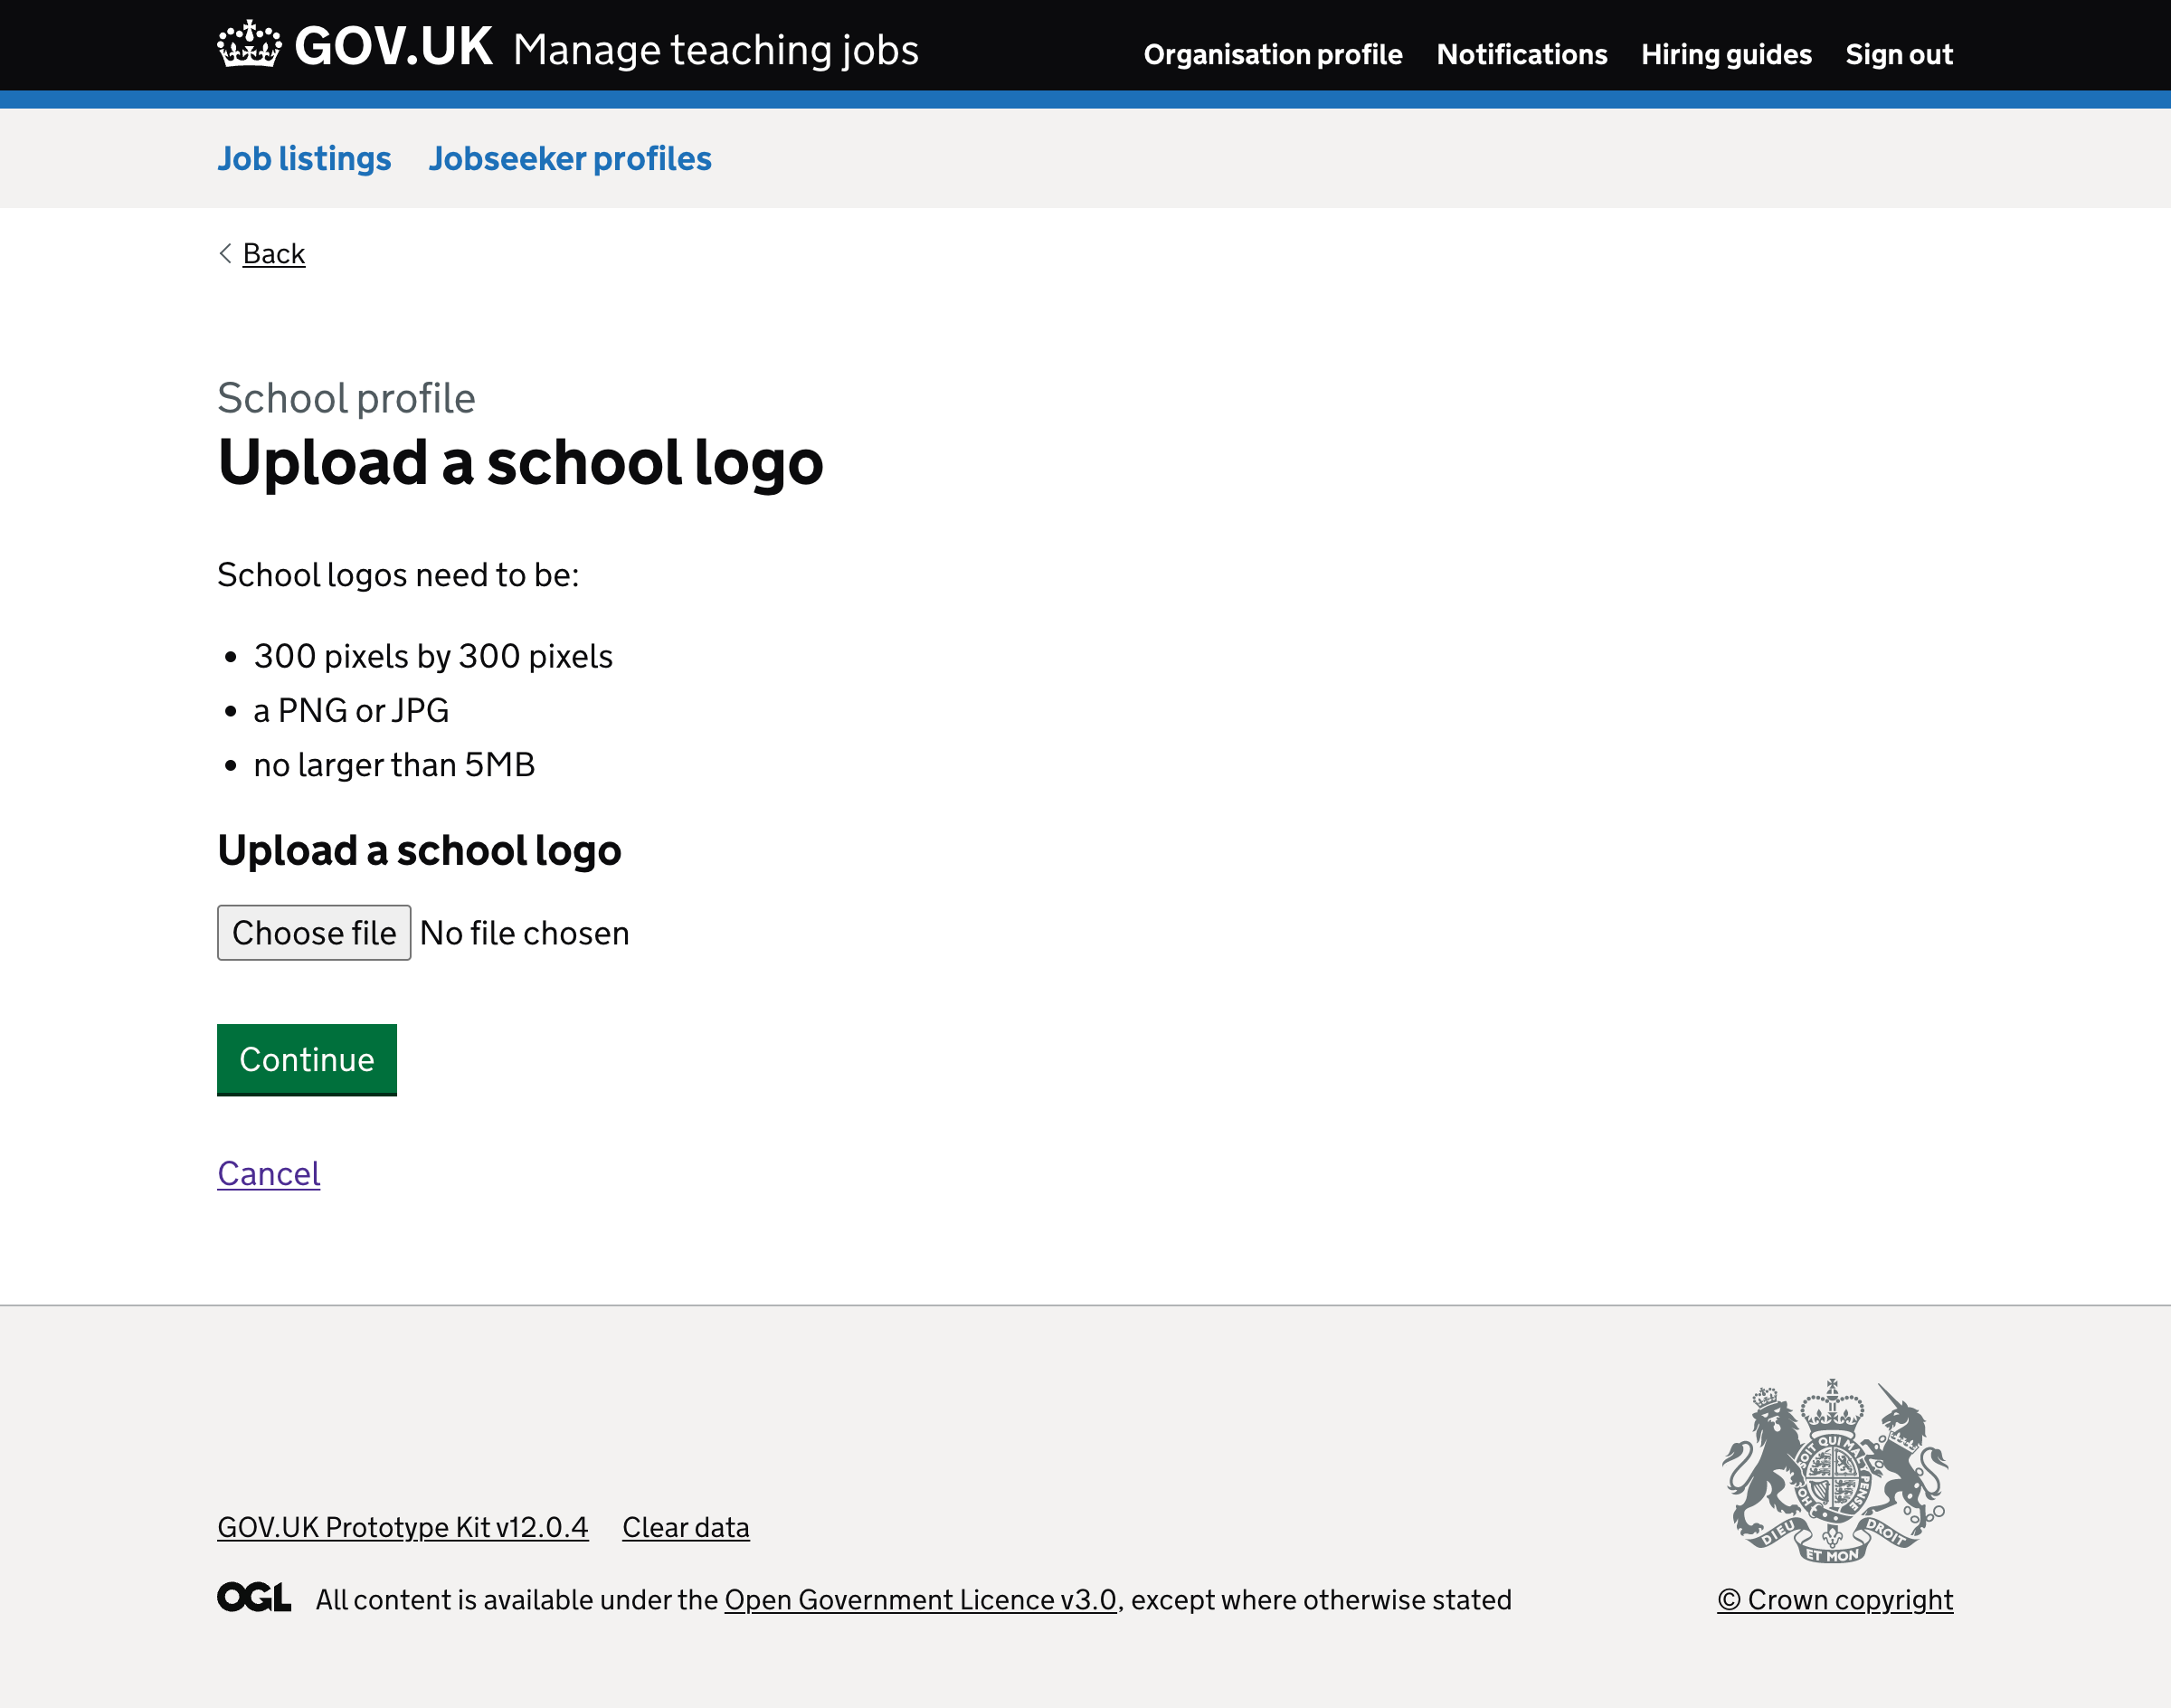 GOV.UK Manage teaching jobs
Organisation profile Notifications Hiring guides Sign out
Job listings Jobseeker profiles
Back
School profile
Upload a school logo
School logos need to be:
• 300 pixels by 300 pixels
• a PNG or JPG
• no larger than 5MB
Upload a school logo
Choose file No file chosen
Continue
Cancel
GOV.UK Prototype Kit v12.0.4 Clear data
OGL All content is available under the Open Government Licence v3.0, except where otherwise stated
DIEU ET MON DROIT
© Crown copyright